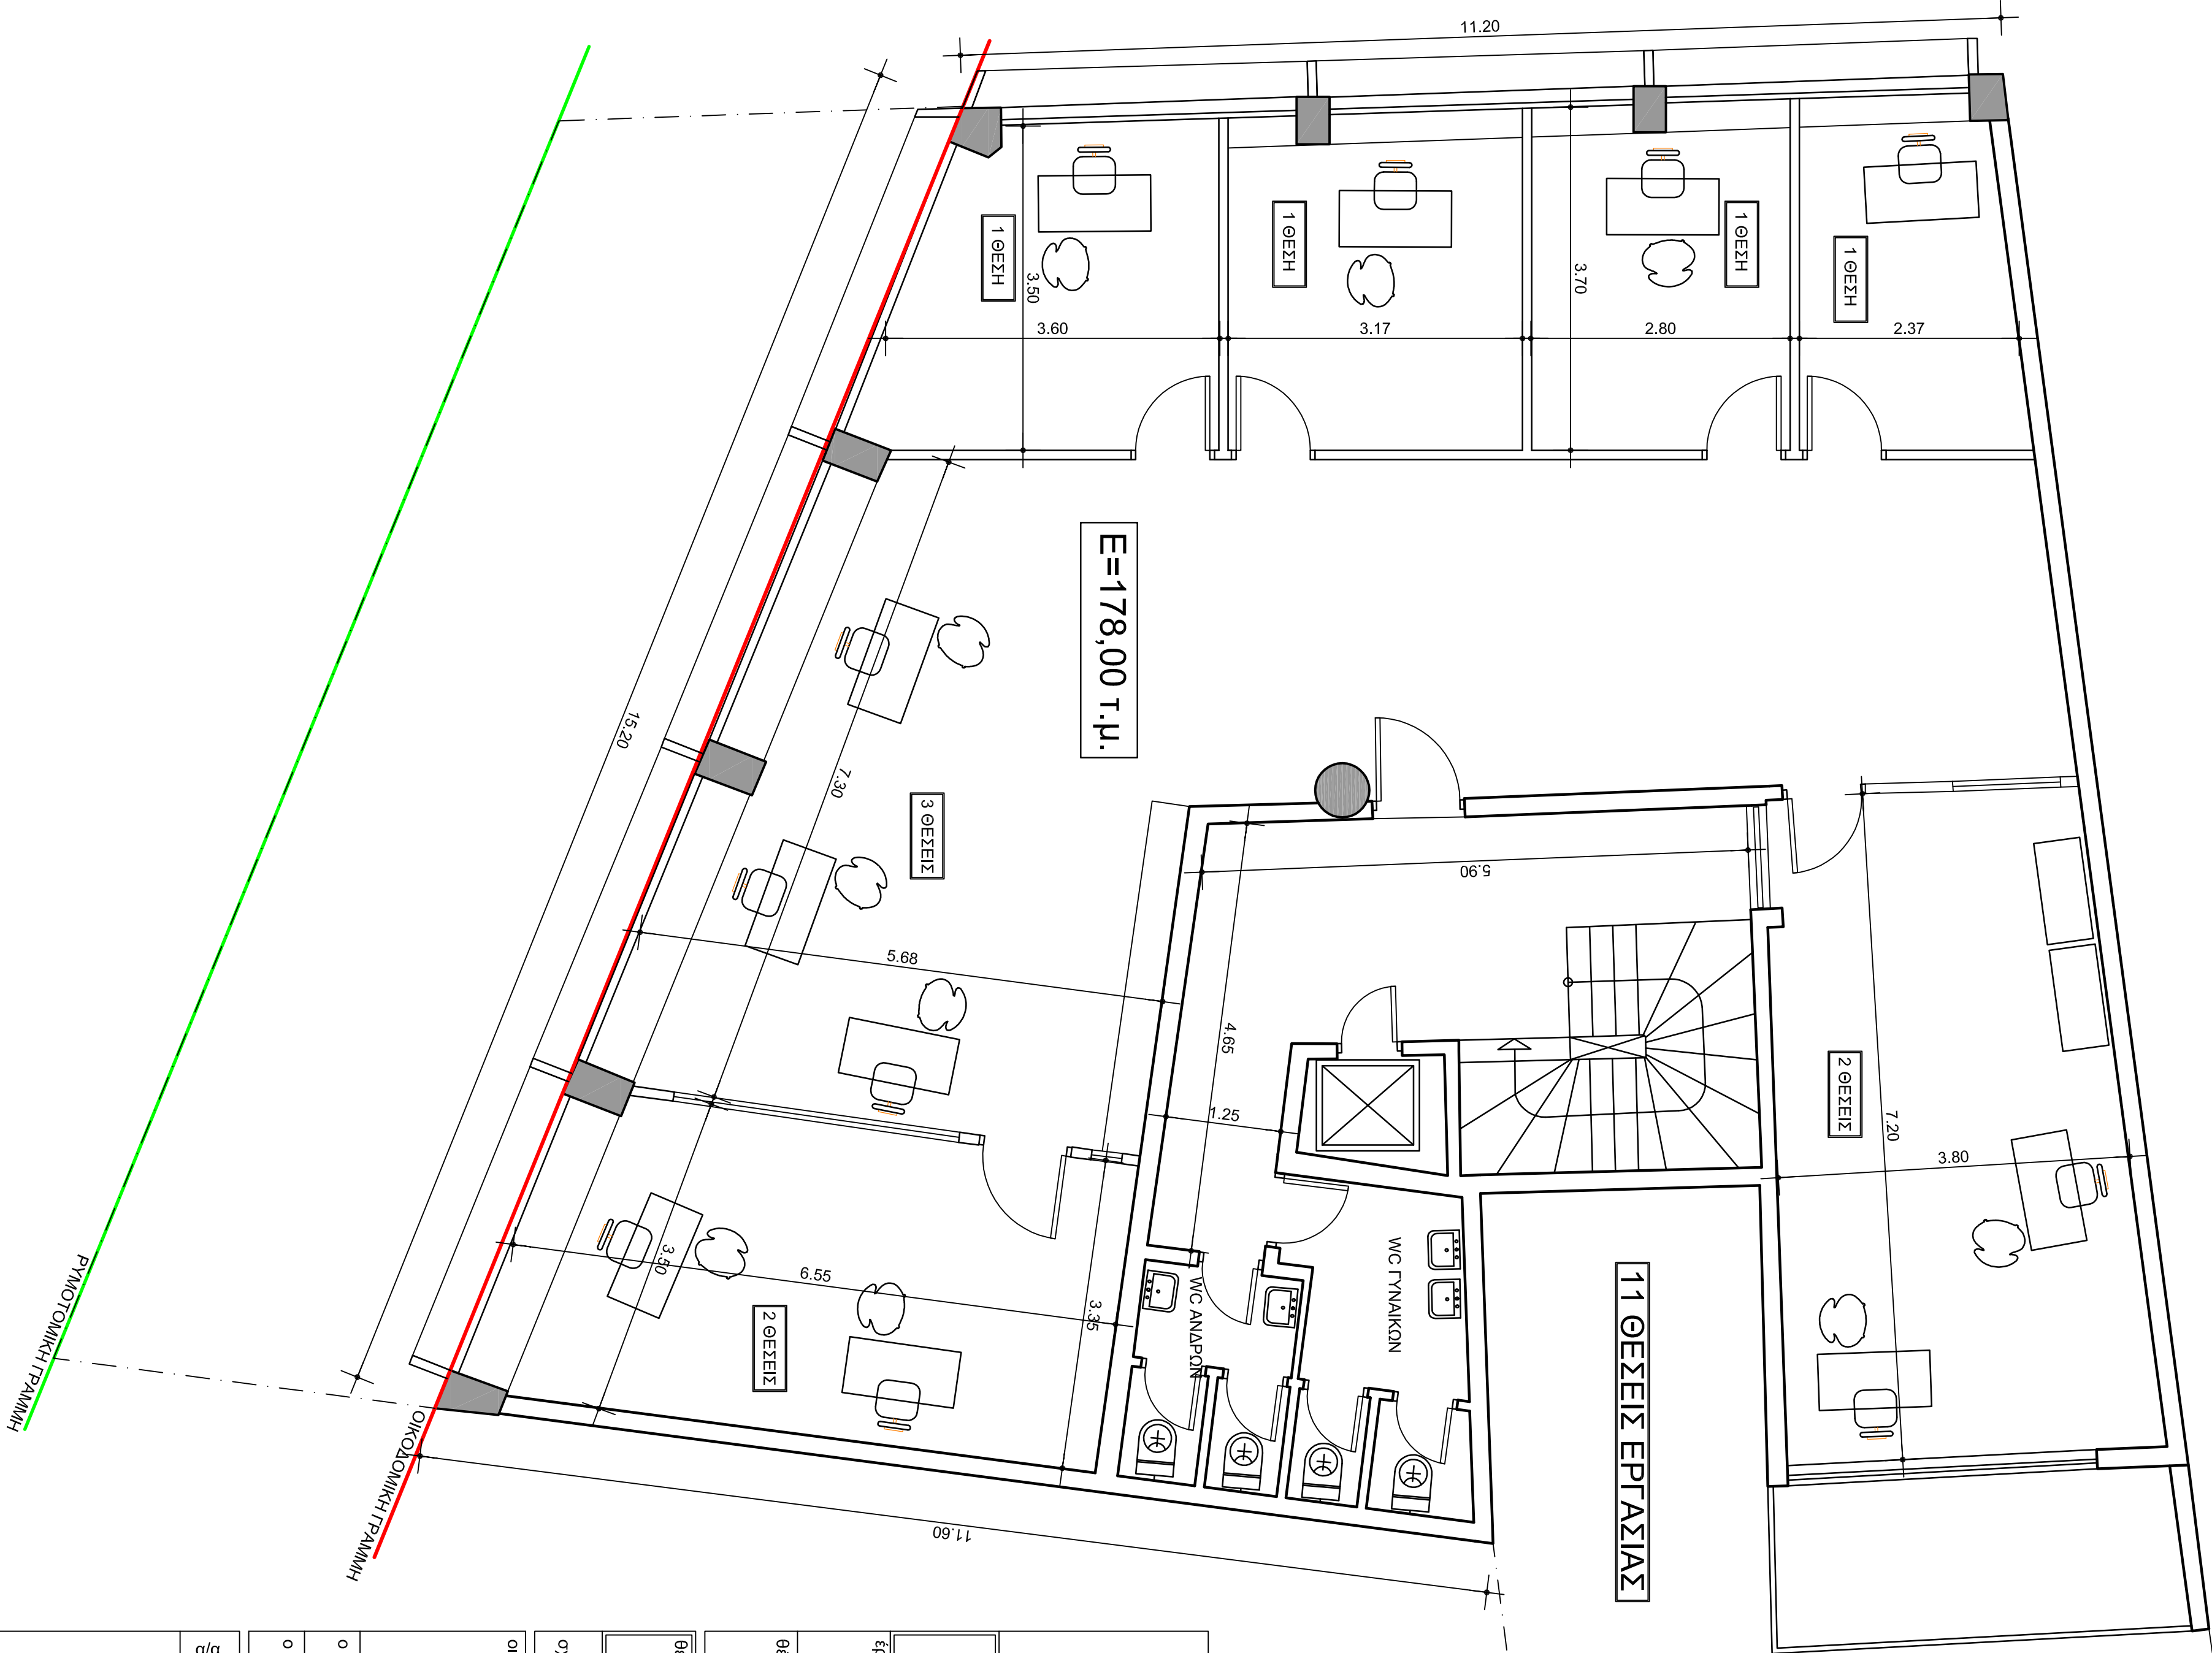 11.20
1 ΘΕΣΗ
1 ΘΕΣΗ
1 ΘΕΣΗ
1 ΘΕΣΗ
3.50
3.70
3.60
3.17
2.80
2.37
E=178,00 τ.μ.
15.20
7.30
3 ΘΕΣΕΙΣ
5.90
5.68
4.65
1.25
2 ΘΕΣΕΙΣ
7.20
3.80
3.50
6.55
3.35
2 ΘΕΣΕΙΣ
WC ΑΝΔΡΩΝ
WC ΓΥΝΑΙΚΩΝ
11 ΘΕΣΕΙΣ ΕΡΓΑΣΙΑΣ
11.60
ΡΥΜΟΤΟΜΙΚΗ ΓΡΑΜΜΗ
ΟΙΚΟΔΟΜΙΚΗ ΓΡΑΜΜΗ
α/α
ο
ο